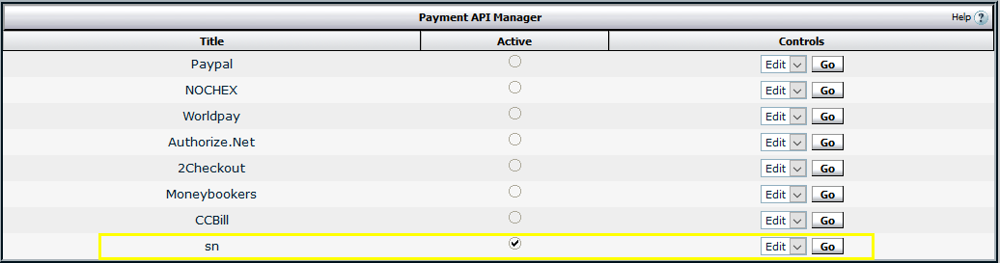 Payment API Manager Help ?
Title Active Controls
Paypal Edit Go
NOCHEX Edit Go
Worldpay Edit Go
Authorize.Net Edit Go
2Checkout Edit Go
Moneybookers Edit Go
CCBill Edit Go
sn Edit Go